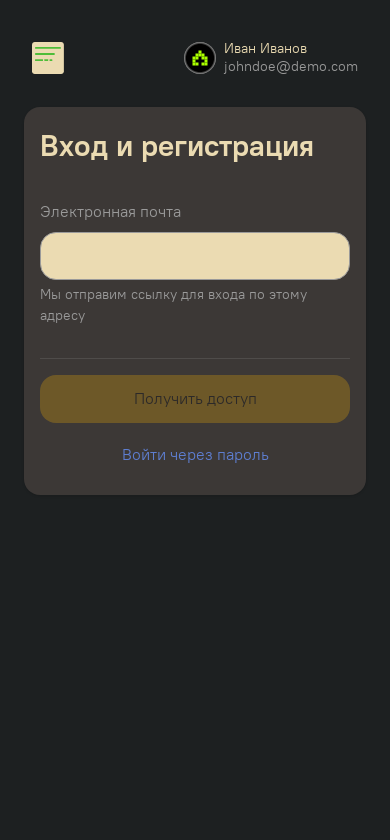 Иван Иванов
johndoe@demo.com
Вход и регистрация
Электронная почта
Мы отправим ссылку для входа по этому
адресу
Получить доступ
Войти через пароль